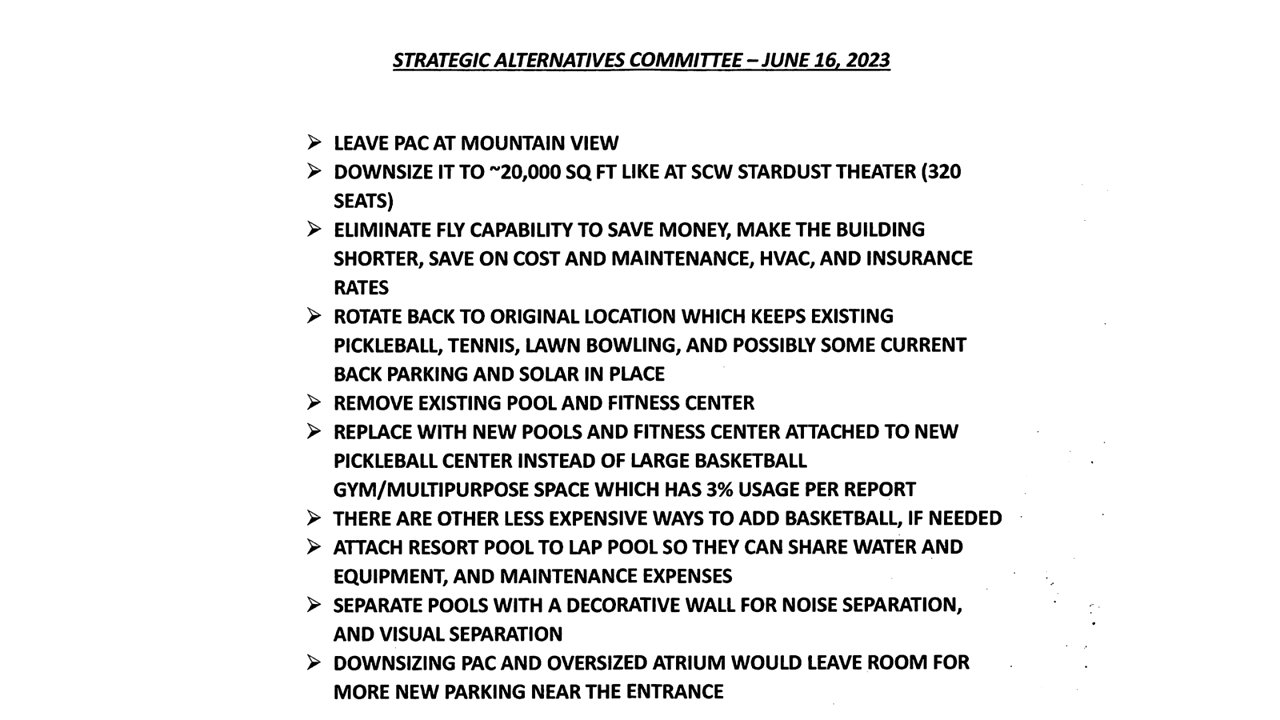 STRATEGIC ALTERNATIVES COMMITTEE – JUNE 16, 2023
➢ LEAVE PAC AT MOUNTAIN VIEW
➢ DOWNSIZE IT TO ~20,000 SQ FT LIKE AT SCW STARDUST THEATER (320
SEATS)
➢ ELIMINATE FLY CAPABILITY TO SAVE MONEY, MAKE THE BUILDING
SHORTER, SAVE ON COST AND MAINTENANCE, HVAC, AND INSURANCE
RATES
➢ ROTATE BACK TO ORIGINAL LOCATION WHICH KEEPS EXISTING
PICKLEBALL, TENNIS, LAWN BOWLING, AND POSSIBLY SOME CURRENT
BACK PARKING AND SOLAR IN PLACE
➢ REMOVE EXISTING POOL AND FITNESS CENTER
➢ REPLACE WITH NEW POOLS AND FITNESS CENTER ATTACHED TO NEW
PICKLEBALL CENTER INSTEAD OF LARGE BASKETBALL
GYM/MULTIPURPOSE SPACE WHICH HAS 3% USAGE PER REPORT
➢ THERE ARE OTHER LESS EXPENSIVE WAYS TO ADD BASKETBALL, IF NEEDED
➢ ATTACH RESORT POOL TO LAP POOL SO THEY CAN SHARE WATER AND
EQUIPMENT, AND MAINTENANCE EXPENSES
➢ SEPARATE POOLS WITH A DECORATIVE WALL FOR NOISE SEPARATION,
AND VISUAL SEPARATION
➢ DOWNSIZING PAC AND OVERSIZED ATRIUM WOULD LEAVE ROOM FOR
MORE NEW PARKING NEAR THE ENTRANCE